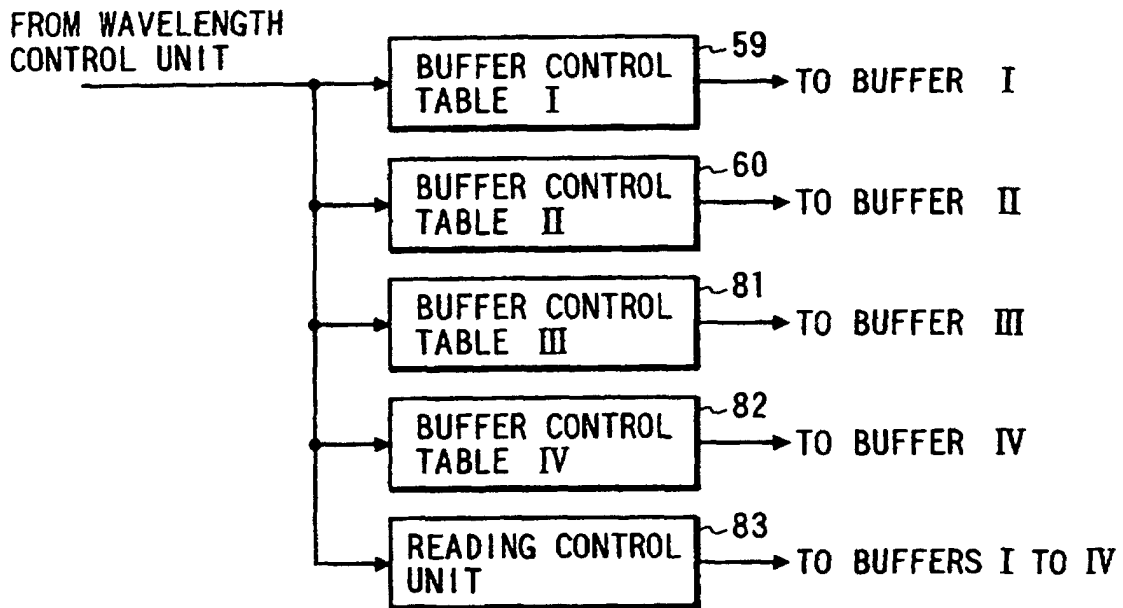 FROM WAVELENGTH
CONTROL UNIT
BUFFER CONTROL
TABLE I
59
TO BUFFER I
BUFFER CONTROL
TABLE II
60
TO BUFFER II
BUFFER CONTROL
TABLE III
81
TO BUFFER III
BUFFER CONTROL
TABLE IV
82
TO BUFFER IV
READING CONTROL
UNIT
83
TO BUFFERS I TO IV